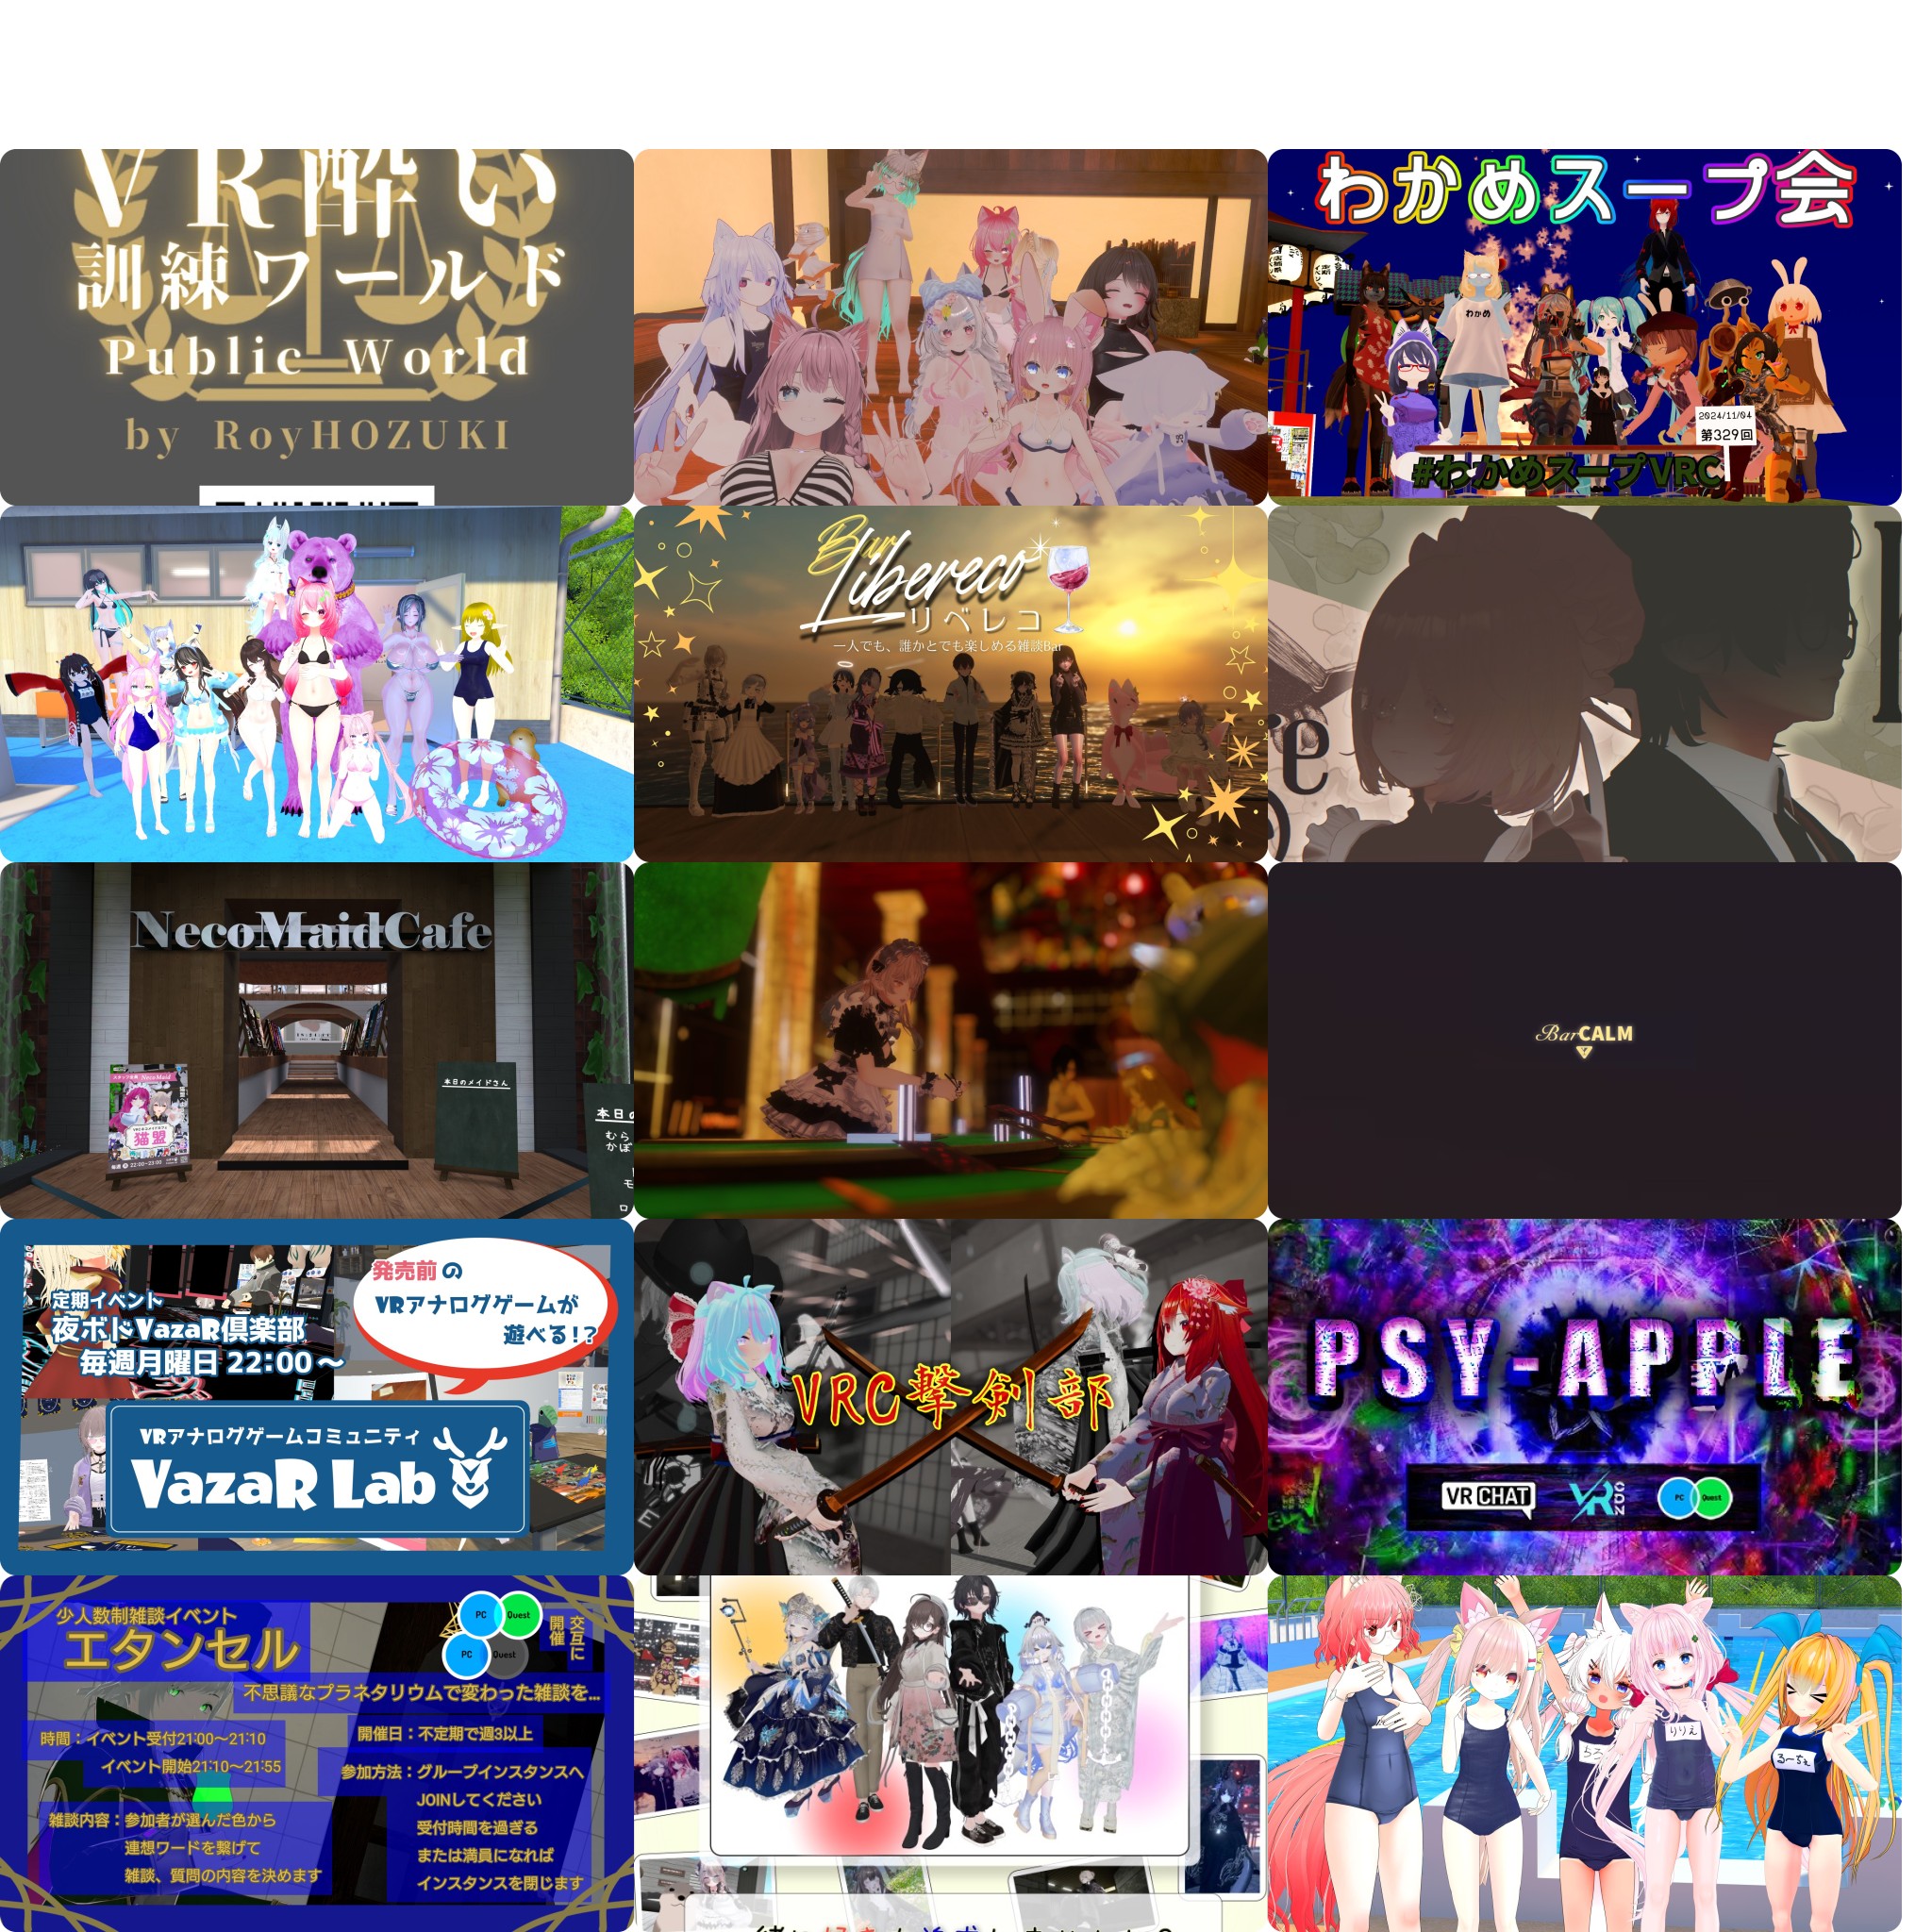 VR酔い
訓練ワールド
Public World
by RoyHOZUKI
わかめスープ会
わかめ
2024/11/04
第329回
#わかめスープVRC
Bar
Libereco
リベレコ
一人でも、誰かとでも楽しめる雑談Bar
NecoMaidCafe
猫盟
本日のメイドさん
本日の
むら
かぼ
モ
ロ
Bar CALM
定期イベント
夜ボドVazaR倶楽部
毎週月曜日 22:00～
発売前の
VRアナログゲームが
遊べる!?
VRアナログゲームコミュニティ
VazaR Lab
VRC撃剣部
PSY-APPLE
VRCHAT
PC Quest
少人数制雑談イベント
エタンセル
PC Quest
PC Quest
交互に
開催
不思議なプラネタリウムで変わった雑談を...
時間：イベント受付21:00～21:10
イベント開始21:10～21:55
雑談内容：参加者が選んだ色から
連想ワードを繋げて
雑談、質問の内容を決めます
開催日：不定期で週3以上
参加方法：グループインスタンスへ
JOINしてください
受付時間を過ぎる
または満員になれば
インスタンスを閉じます
りりえ
るーちぇ